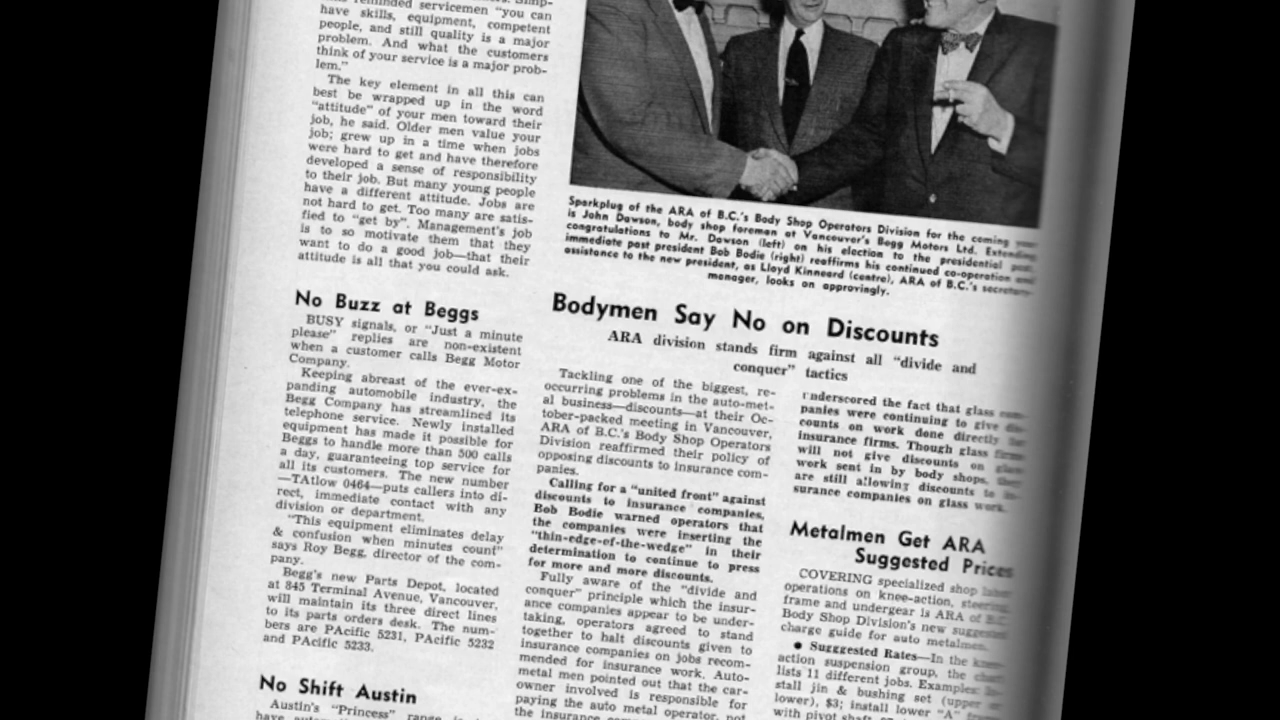 reminded servicemen "you can
have skills, equipment, competent
people, and still quality is a major
problem. And what the customers
think of your service is a major prob-
lem."
The key element in all this can
best be wrapped up in the word
"attitude" of your men toward their
job, he said. Older men value your
job; grew up in a time when jobs
were hard to get and have therefore
developed a sense of responsibility
to their job. But many young people
have a different attitude. Jobs are
not hard to get. Too many are satis-
fied to "get by". Management's job
is to so motivate them that they
want to do a good job—that their
attitude is all that you could ask.
No Buzz at Beggs
BUSY signals, or "Just a minute
please" replies are non-existent
when a customer calls Begg Motor
Company.
Keeping abreast of the ever-ex-
panding automobile industry, the
Begg Company has streamlined its
telephone service. Newly installed
equipment has made it possible for
Beggs to handle more than 500 calls
a day, guaranteeing top service for
all its customers. The new number
—TAtlow 0464—puts callers into di-
rect, immediate contact with any
division or department.
"This equipment eliminates delay
& confusion when minutes count"
says Roy Begg, director of the com-
pany.
Begg's new Parts Depot, located
at 845 Terminal Avenue, Vancouver,
will maintain its three direct lines
to its parts orders desk. The num-
bers are PAcific 5231, PAcific 5232
and PAcific 5233.
No Shift Austin
Austin's "Princess" range
Sparkplug of the ARA of B.C.'s Body Shop Operators Division for the coming year
is John Dawson, body shop foreman at Vancouver's Begg Motors Ltd. Extending
congratulations to Mr. Dawson (left) on his election to the presidential post,
immediate past president Bob Bodie (right) reaffirms his continued co-operation and
assistance to the new president, as Lloyd Kinneard (centre), ARA of B.C.'s secretary-
manager, looks on approvingly.
Bodymen Say No on Discounts
ARA division stands firm against all "divide and
conquer" tactics
Tackling one of the biggest, re-
occurring problems in the auto-met-
al business—discounts—at their Oc-
tober-packed meeting in Vancouver,
ARA of B.C.'s Body Shop Operators
Division reaffirmed their policy of
opposing discounts to insurance com-
panies.
Calling for a "united front" against
discounts to insurance companies,
Bob Bodie warned operators that
the companies were inserting the
"thin-edge-of-the-wedge" in their
determination to continue to press
for more and more discounts.
Fully aware of the "divide and
conquer" principle which the insur-
ance companies appear to be under-
taking, operators agreed to stand
together to halt discounts given to
insurance companies on jobs recom-
mended for insurance work. Auto-
metal men pointed out that the car-
owner involved is responsible for
paying the auto metal operator, not
the insurance
underscored the fact that glass com-
panies were continuing to give dis-
counts on work done directly for
insurance firms. Though glass firms
will not give discounts on glass
work sent in by body shops, they
are still allowing discounts to in-
surance companies on glass work.
Metalmen Get ARA
Suggested Prices
COVERING specialized shop labor
operations on knee-action, steering,
frame and undergear is ARA of B.C.
Body Shop Division's new suggested
charge guide for auto metalmen.
● Suggested Rates—In the knee-
action suspension group, the chart
lists 11 different jobs. Examples: In-
stall jin & bushing set (upper or
lower), $3; install lower "A"
with pivot shaft,